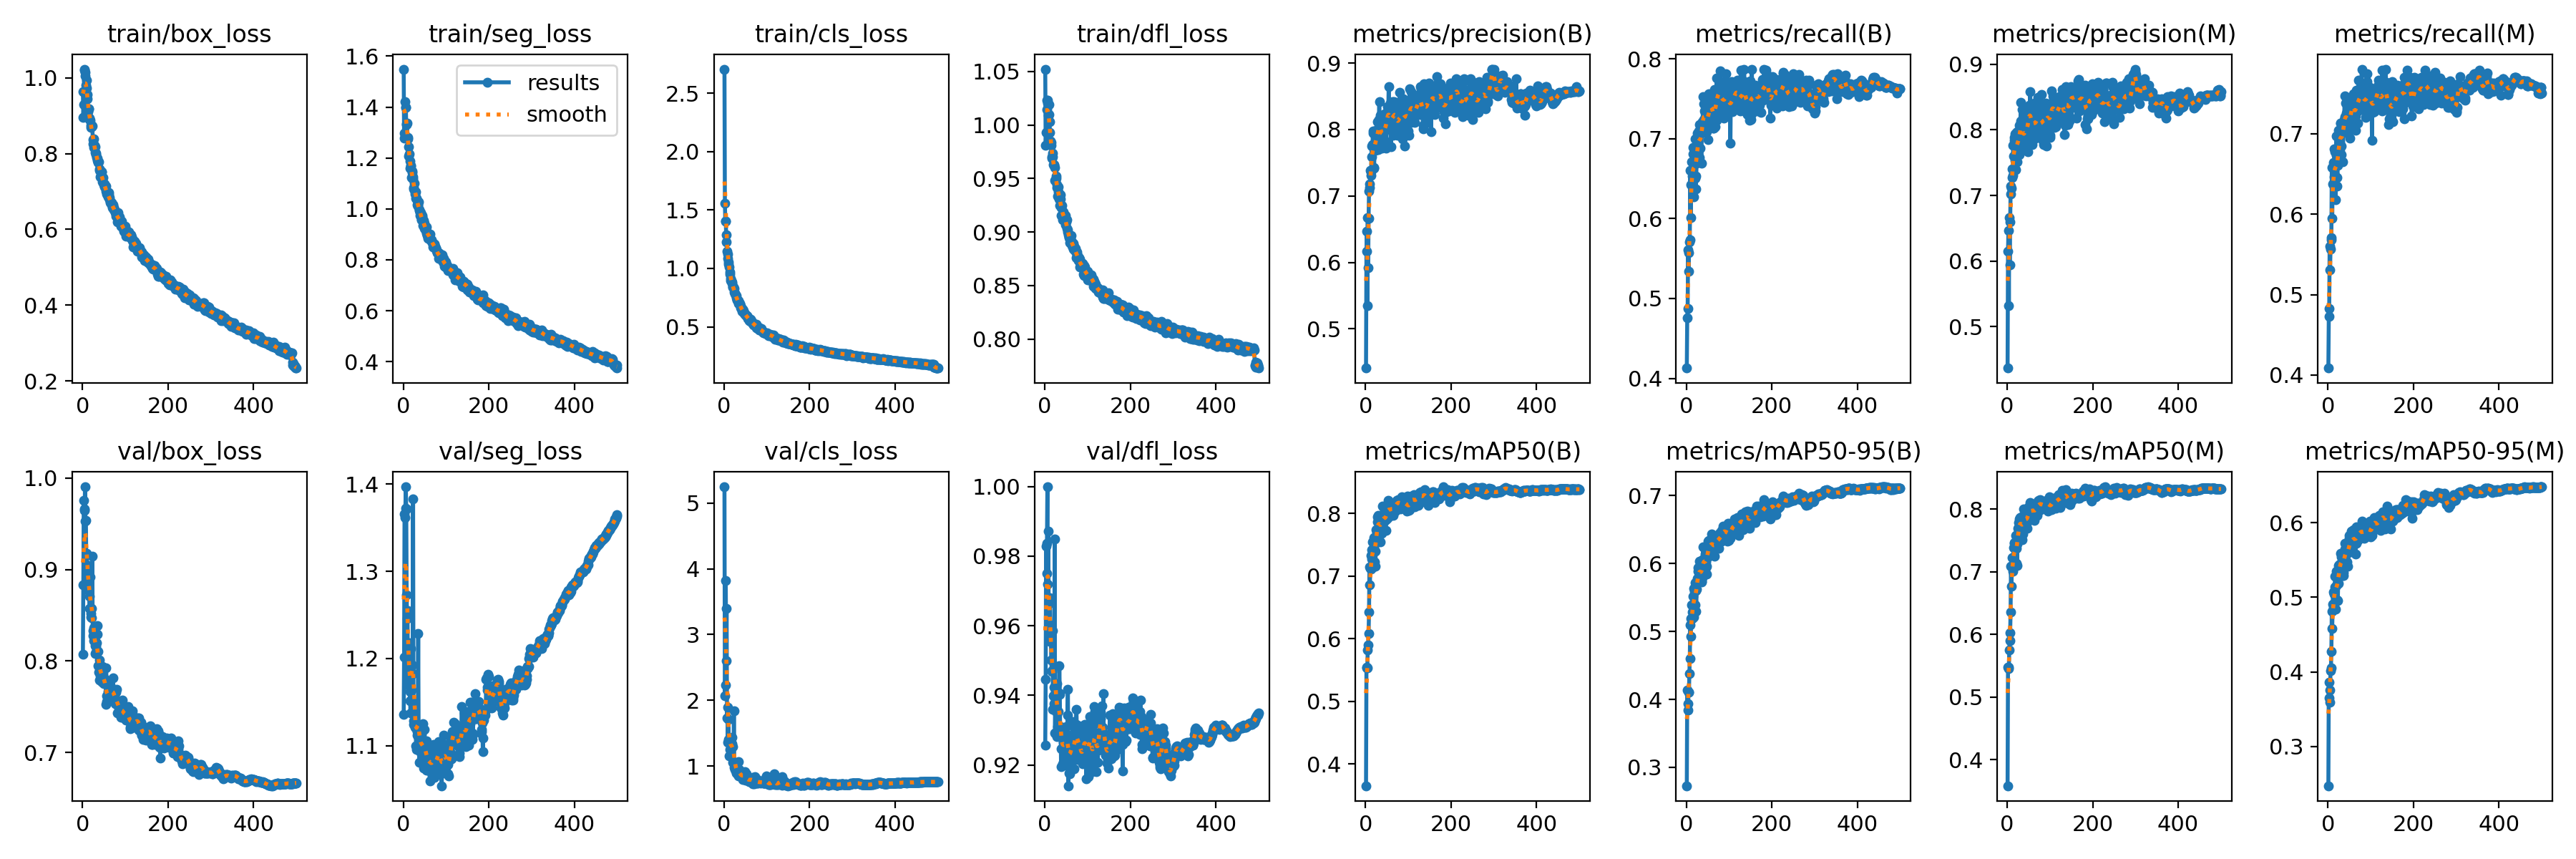 train/box_loss
1.0
0.8
0.6
0.4
0.2
0 200 400
train/seg_loss
1.6
1.4
1.2
1.0
0.8
0.6
0.4
results
smooth
0 200 400
train/cls_loss
2.5
2.0
1.5
1.0
0.5
0 200 400
train/dfl_loss
1.05
1.00
0.95
0.90
0.85
0.80
0 200 400
metrics/precision(B)
0.9
0.8
0.7
0.6
0.5
0 200 400
metrics/recall(B)
0.8
0.7
0.6
0.5
0.4
0 200 400
metrics/precision(M)
0.9
0.8
0.7
0.6
0.5
0 200 400
metrics/recall(M)
0.7
0.6
0.5
0.4
0 200 400
val/box_loss
1.0
0.9
0.8
0.7
0 200 400
val/seg_loss
1.4
1.3
1.2
1.1
0 200 400
val/cls_loss
5
4
3
2
1
0 200 400
val/dfl_loss
1.00
0.98
0.96
0.94
0.92
0 200 400
metrics/mAP50(B)
0.8
0.7
0.6
0.5
0.4
0 200 400
metrics/mAP50-95(B)
0.7
0.6
0.5
0.4
0.3
0 200 400
metrics/mAP50(M)
0.8
0.7
0.6
0.5
0.4
0 200 400
metrics/mAP50-95(M)
0.6
0.5
0.4
0.3
0 200 400